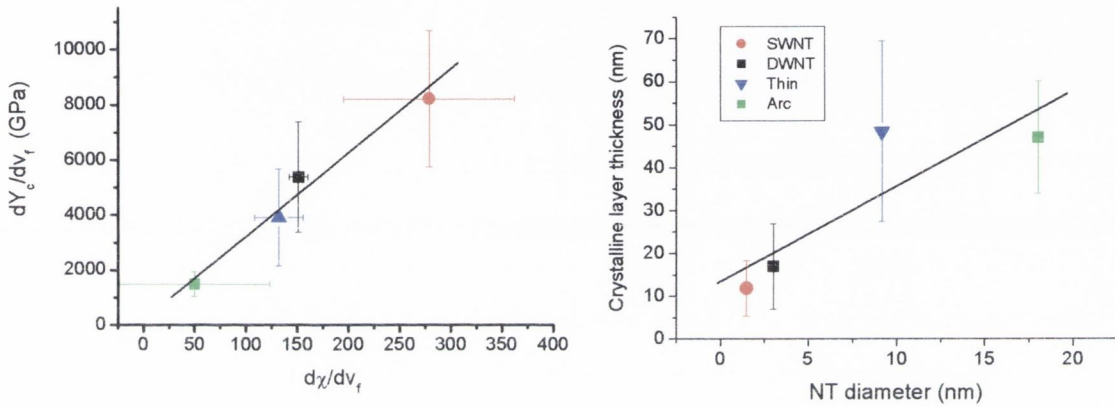 10000
8000
6000
4000
2000
0
dY_c/dv_f (GPa)
0 50 100 150 200 250 300 350 400
dχ/dv_f
SWNT
DWNT
Thin
Arc
70
60
50
40
30
20
10
0
Crystalline layer thickness (nm)
0 5 10 15 20
NT diameter (nm)